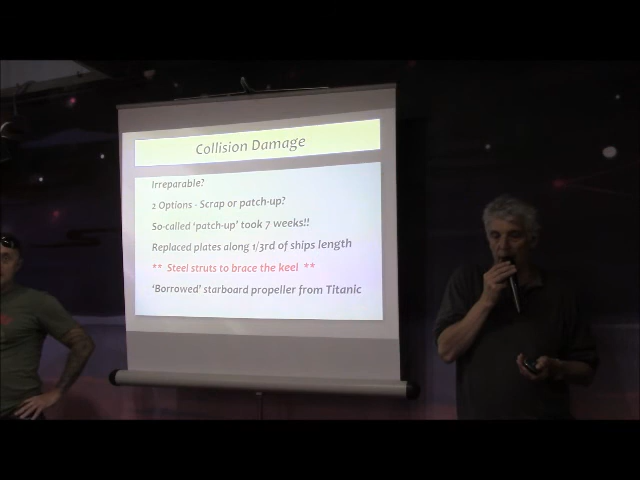 Collision Damage
Irreparable?
2 Options - Scrap or patch-up?
So-called 'patch-up' took 7 weeks!!
Replaced plates along 1/3rd of ships length
** Steel struts to brace the keel **
'Borrowed' starboard propeller from Titanic